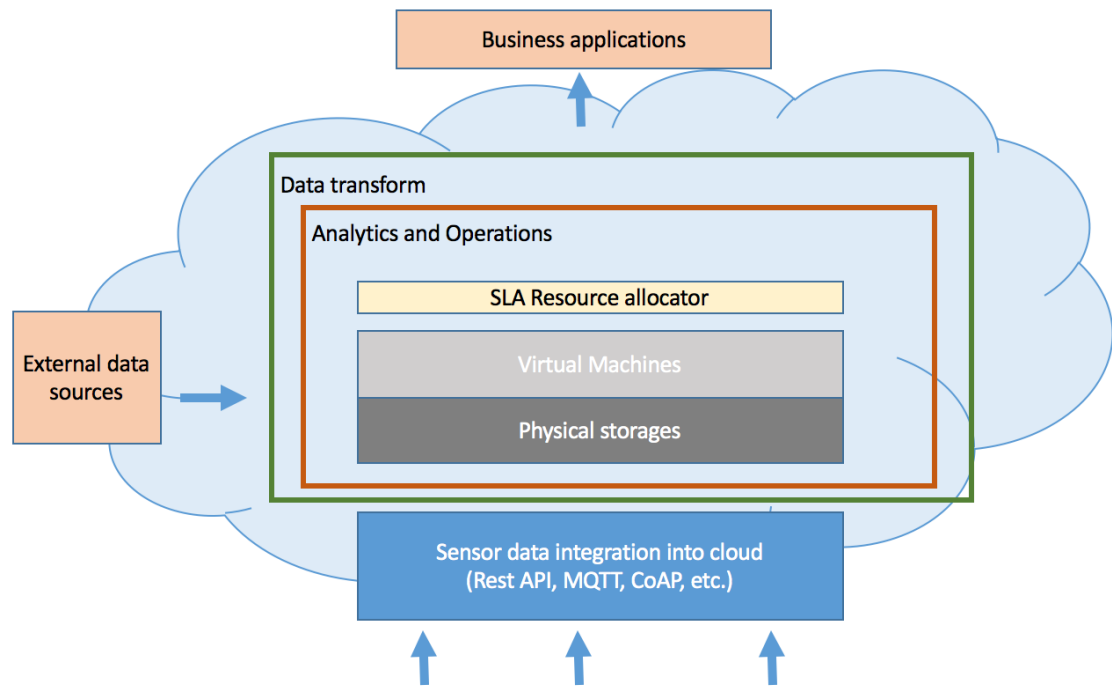 Business applications
Data transform
Analytics and Operations
SLA Resource allocator
External data
sources
Virtual Machines
Physical storages
Sensor data integration into cloud
(Rest API, MQTT, CoAP, etc.)